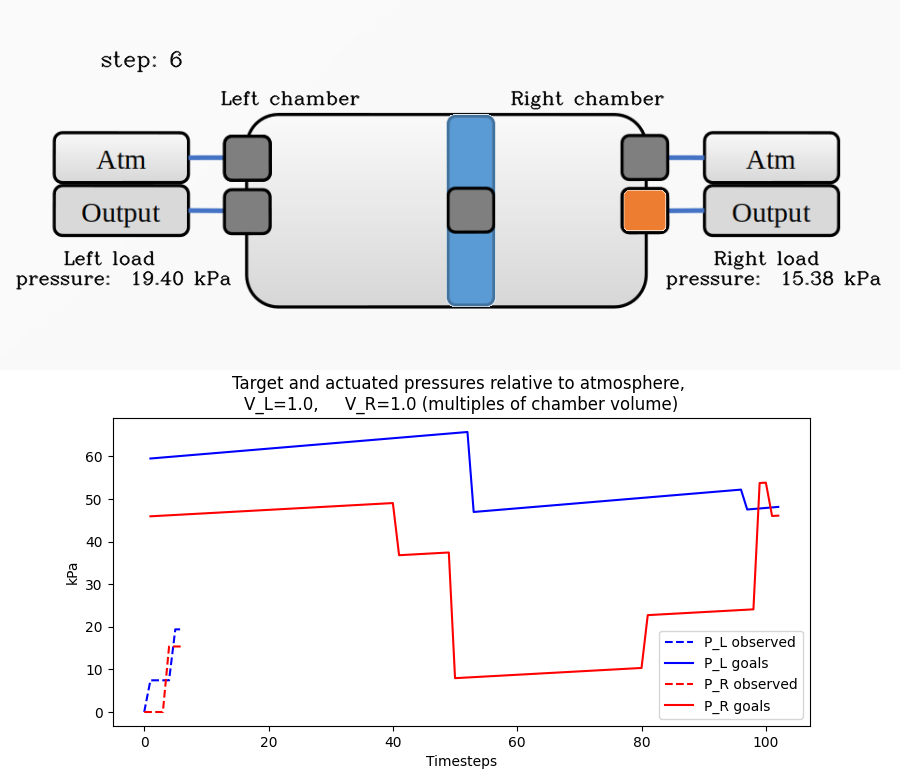 step: 6
Left chamber
Right chamber
Atm
Atm
Output
Output
Left load
pressure: 19.40 kPa
Right load
pressure: 15.38 kPa
Target and actuated pressures relative to atmosphere,
V_L=1.0, V_R=1.0 (multiples of chamber volume)
kPa
60
50
40
30
20
10
0
P_L observed
P_L goals
P_R observed
P_R goals
0 20 40 60 80 100
Timesteps